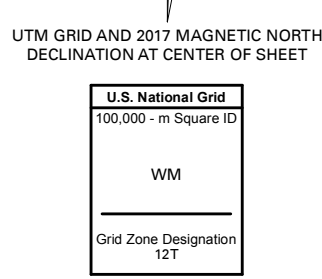 UTM GRID AND 2017 MAGNETIC NORTH
DECLINATION AT CENTER OF SHEET
U.S. National Grid
100,000 - m Square ID
WM
Grid Zone Designation
12T